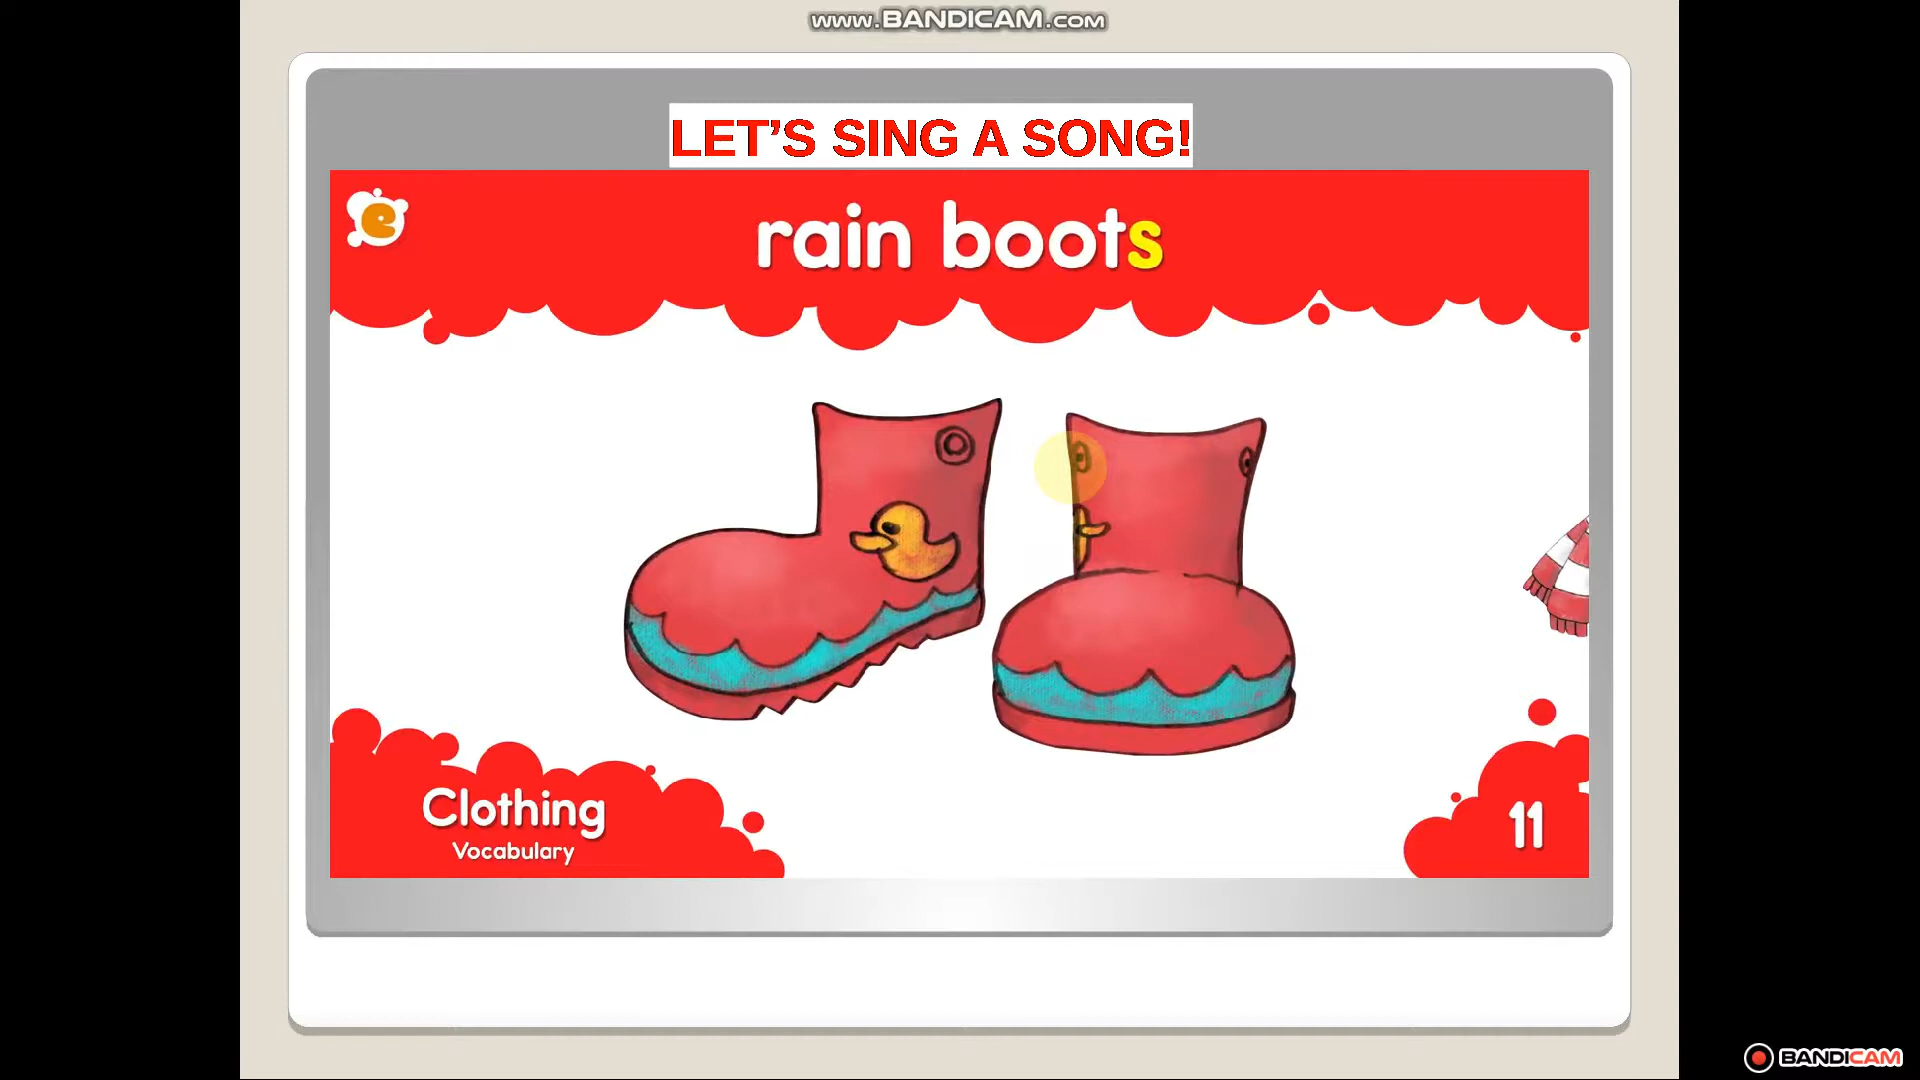 www.BANDICAM.com
LET’S SING A SONG!
e
rain boots
Clothing
Vocabulary
11
BANDICAM